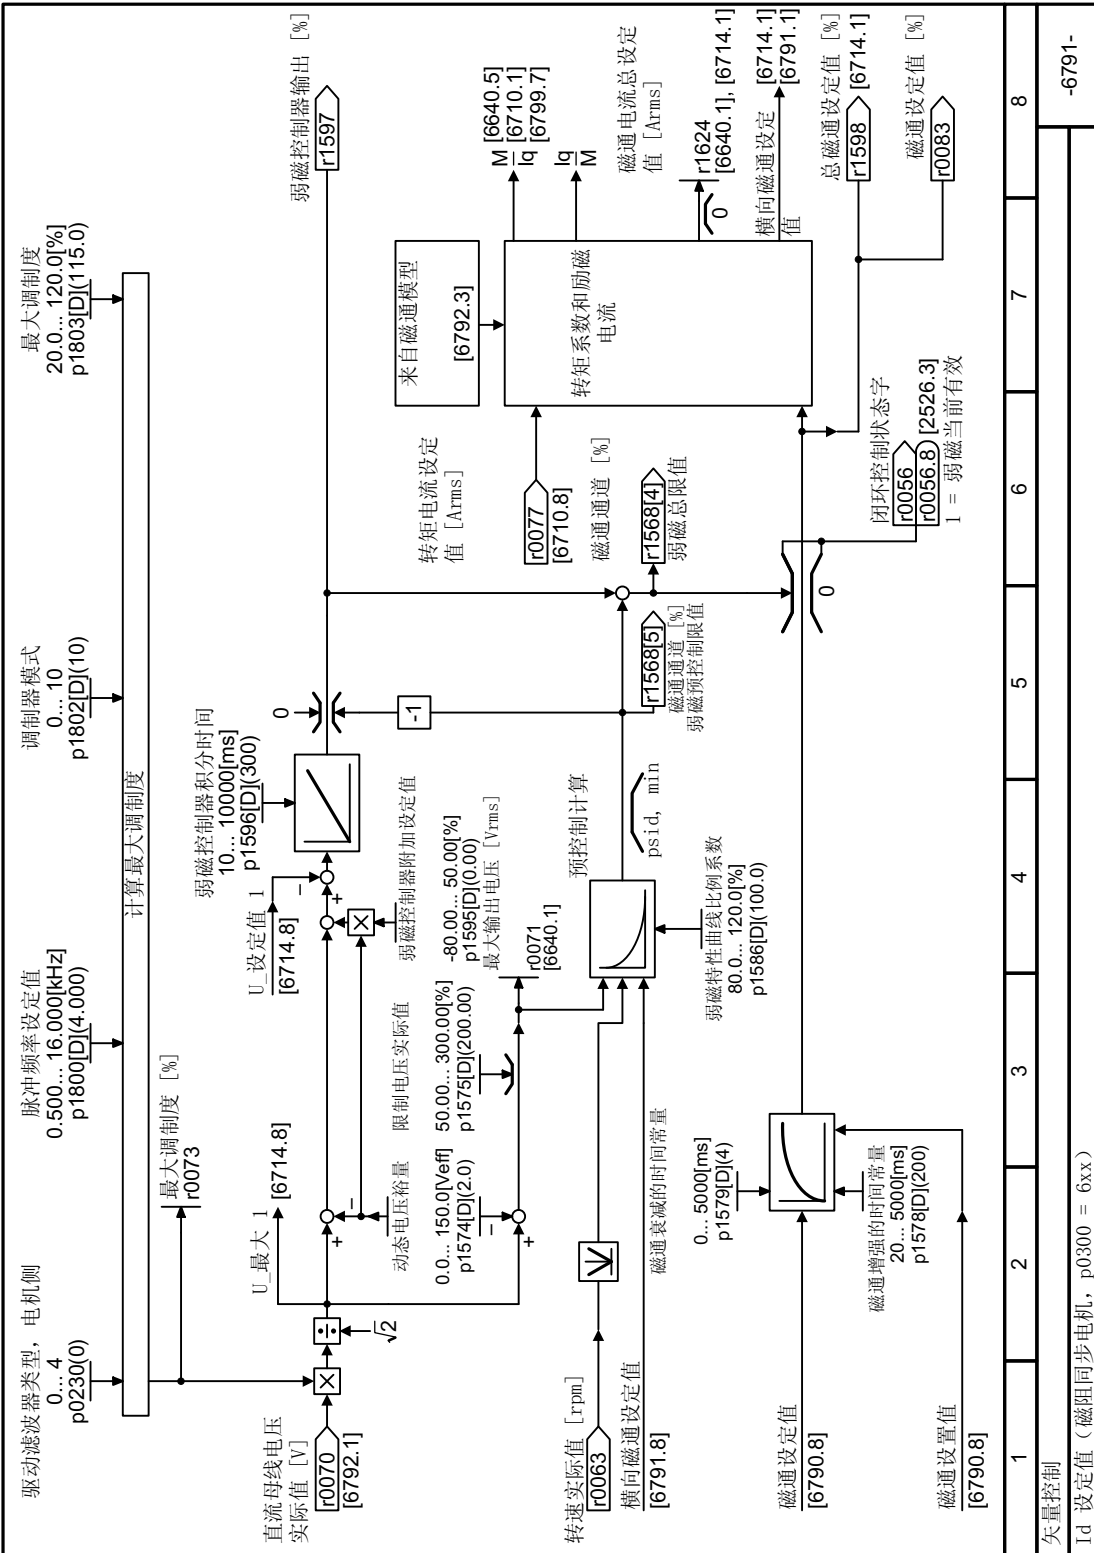 驱动滤波器类型，电机侧
0... 4
p0230(0)
脉冲频率设定值
0.500... 16.000[kHz]
p1800[D](4.000)
调制器模式
0... 10
p1802[D](10)
最大调制度
20.0... 120.0[%]
p1803[D](115.0)
计算最大调制度
最大调制度 [%]
r0073
直流母线电压
实际值 [V]
r0070
[6792.1]
√2
U_最大 1
[6714.8]
+
−
动态电压裕量
U_设定值 1
[6714.8]
−
+
弱磁控制器附加设定值
-80.00... 50.00[%]
p1595[D](0.00)
弱磁控制器积分时间
10... 10000[ms]
p1596[D](300)
0
-1
弱磁控制器输出 [%]
r1597
0.0... 150.0[Veff]
p1574[D](2.0)
−
+
限制电压实际值
50.00... 300.00[%]
p1575[D](200.00)
最大输出电压 [Vrms]
r0071
[6640.1]
预控制计算
psid, min
弱磁特性曲线比例系数
80.0... 120.0[%]
p1586[D](100.0)
磁通通道 [%]
弱磁预控制限值
r1568[5]
磁通通道 [%]
r1568[4]
弱磁总限值
转矩电流设定
值 [Arms]
r0077
[6710.8]
来自磁通模型
[6792.3]
转矩系数和励磁
电流
M
Iq
[6640.5]
[6710.1]
[6799.7]
Iq
M
磁通电流总设定
值 [Arms]
r1624
[6640.1], [6714.1]
0
横向磁通设定
值
[6714.1]
[6791.1]
总磁通设定值 [%]
r1598
[6714.1]
磁通设定值 [%]
r0083
转速实际值 [rpm]
r0063
横向磁通设定值
[6791.8]
磁通衰减的时间常量
0... 5000[ms]
p1579[D](4)
磁通增强的时间常量
20... 5000[ms]
p1578[D](200)
磁通设定值
[6790.8]
磁通设置值
[6790.8]
0
闭环控制状态字
r0056
r0056.8
[2526.3]
1 = 弱磁当前有效
1
2
3
4
5
6
7
8
矢量控制
Id 设定值（磁阻同步电机, p0300 = 6xx）
-6791-